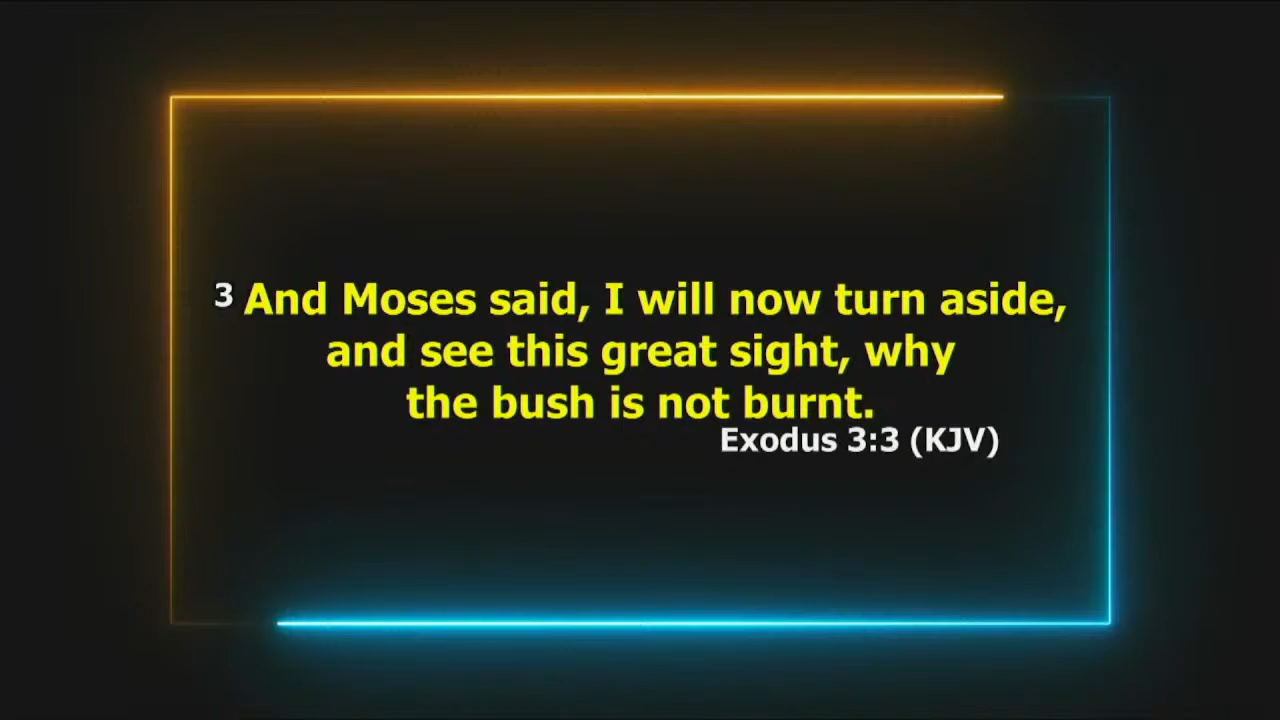 3 And Moses said, I will now turn aside,
and see this great sight, why
the bush is not burnt.
Exodus 3:3 (KJV)